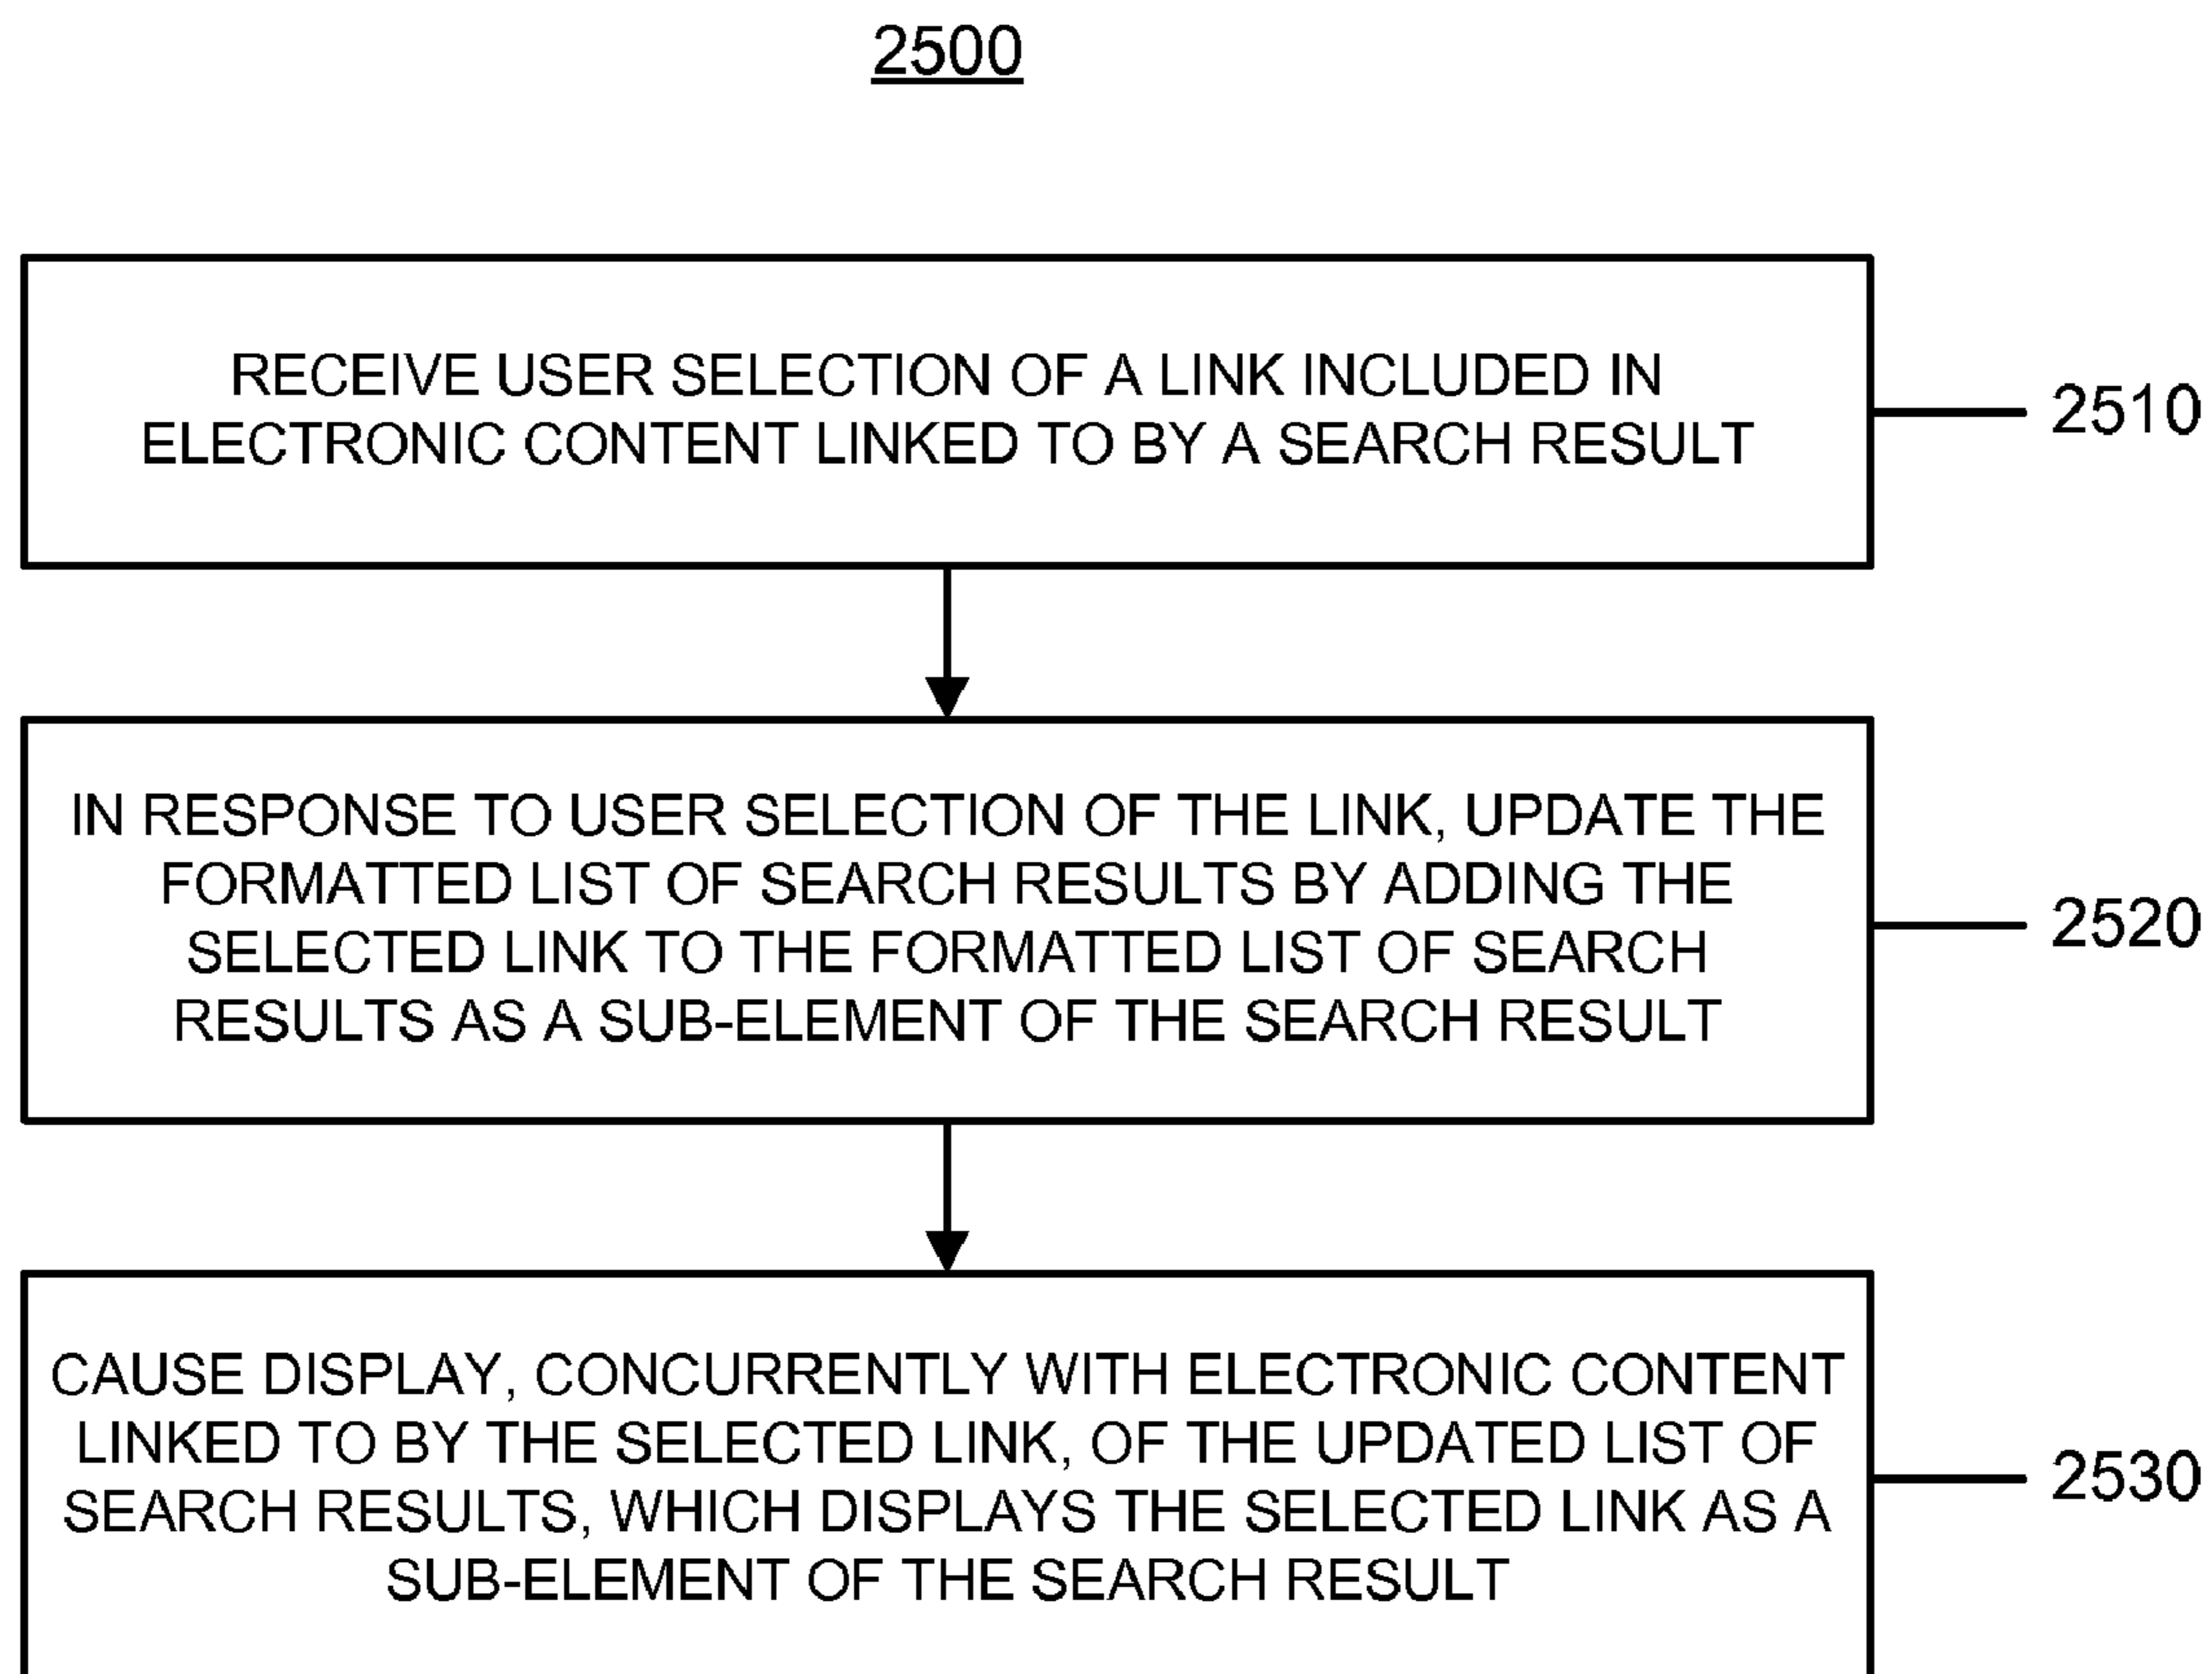 2500
RECEIVE USER SELECTION OF A LINK INCLUDED IN
ELECTRONIC CONTENT LINKED TO BY A SEARCH RESULT
2510
IN RESPONSE TO USER SELECTION OF THE LINK, UPDATE THE
FORMATTED LIST OF SEARCH RESULTS BY ADDING THE
SELECTED LINK TO THE FORMATTED LIST OF SEARCH
RESULTS AS A SUB-ELEMENT OF THE SEARCH RESULT
2520
CAUSE DISPLAY, CONCURRENTLY WITH ELECTRONIC CONTENT
LINKED TO BY THE SELECTED LINK, OF THE UPDATED LIST OF
SEARCH RESULTS, WHICH DISPLAYS THE SELECTED LINK AS A
SUB-ELEMENT OF THE SEARCH RESULT
2530